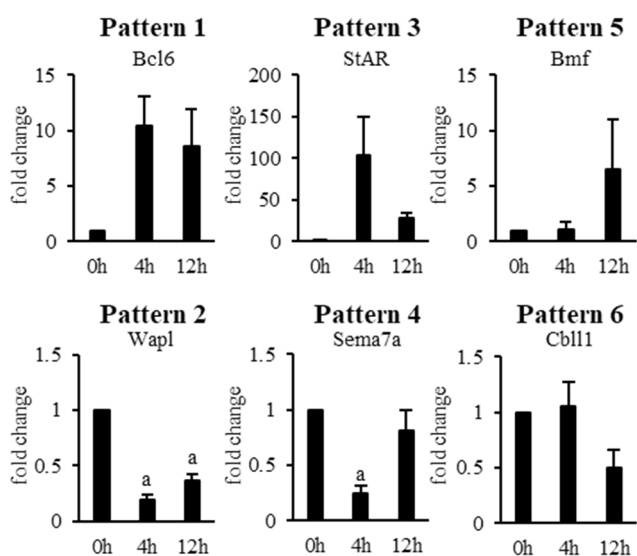 Pattern 1
Bcl6
fold change
15
10
5
0
0h 4h 12h
Pattern 3
StAR
fold change
200
150
100
50
0
0h 4h 12h
Pattern 5
Bmf
fold change
15
10
5
0
0h 4h 12h
Pattern 2
Wapl
fold change
1.5
1
0.5
0
a
a
0h 4h 12h
Pattern 4
Sema7a
fold change
1.5
1
0.5
0
a
0h 4h 12h
Pattern 6
Cbll1
fold change
1.5
1
0.5
0
0h 4h 12h